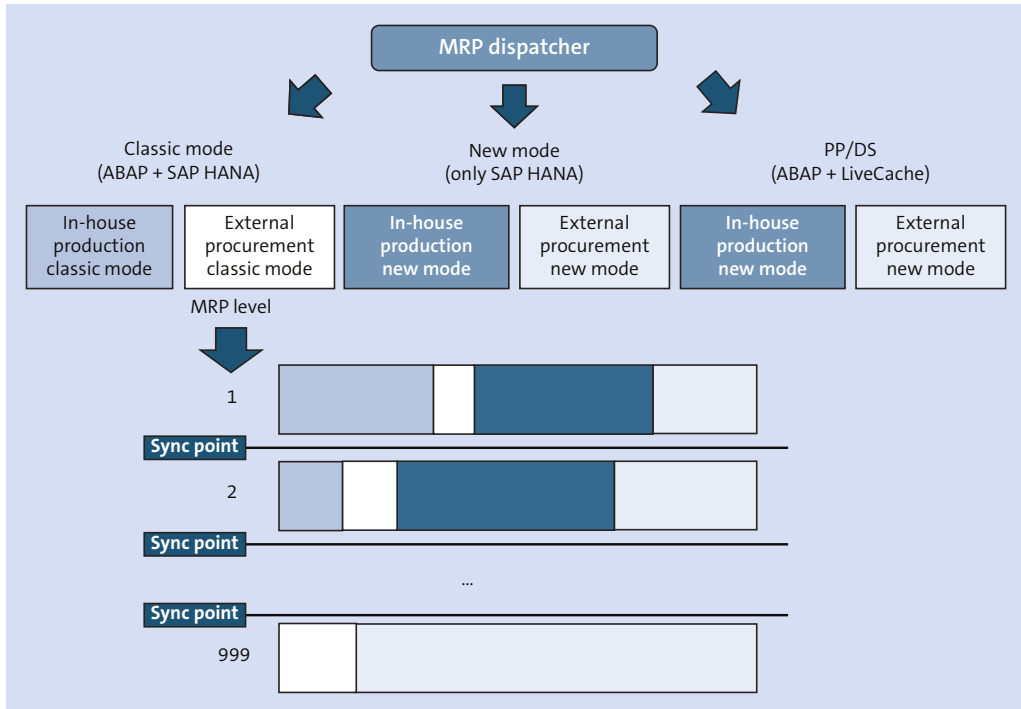 MRP dispatcher
Classic mode
(ABAP + SAP HANA)
New mode
(only SAP HANA)
PP/DS
(ABAP + LiveCache)
In-house
production
classic mode
External
procurement
classic mode
In-house
production
new mode
External
procurement
new mode
In-house
production
new mode
External
procurement
new mode
MRP level
1
Sync point
2
Sync point
...
Sync point
999